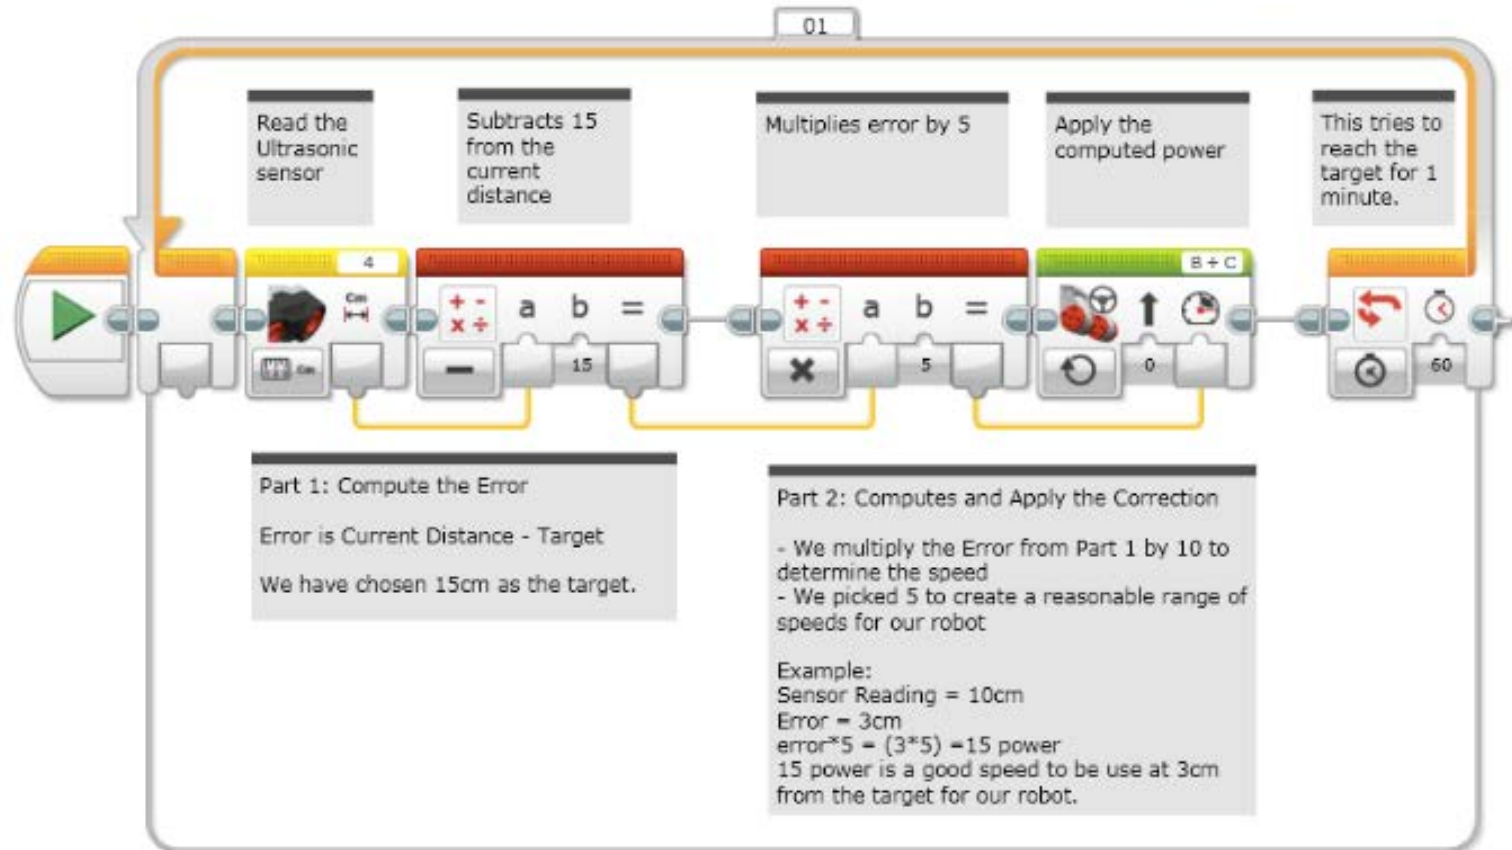 01
Read the
Ultrasonic
sensor
Subtracts 15
from the
current
distance
Multiplies error by 5
Apply the
computed power
This tries to
reach the
target for 1
minute.
4
Cm
a b =
a b =
B + C
Cm
15
5
0
60
Part 1: Compute the Error
Error is Current Distance - Target
We have chosen 15cm as the target.
Part 2: Computes and Apply the Correction
- We multiply the Error from Part 1 by 10 to
determine the speed
- We picked 5 to create a reasonable range of
speeds for our robot
Example:
Sensor Reading = 10cm
Error = 3cm
error*5 = (3*5) =15 power
15 power is a good speed to be use at 3cm
from the target for our robot.